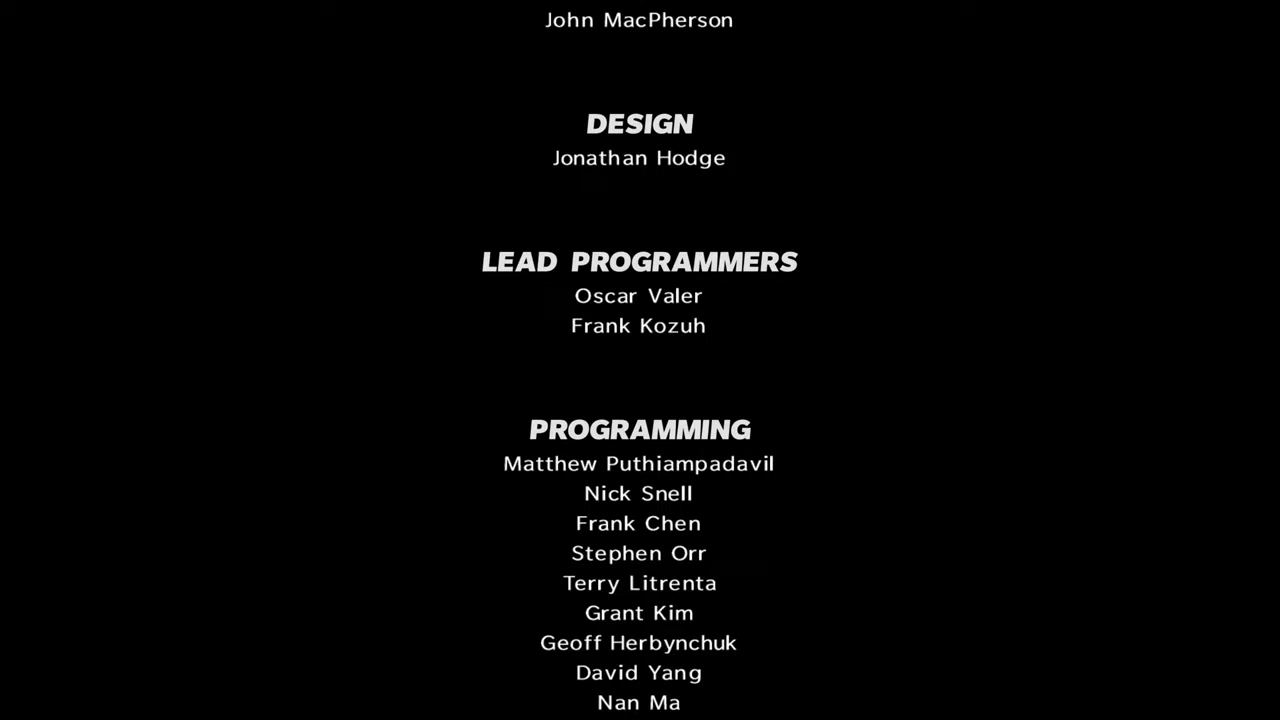 John MacPherson
DESIGN
Jonathan Hodge
LEAD PROGRAMMERS
Oscar Valer
Frank Kozuh
PROGRAMMING
Matthew Puthiampadavil
Nick Snell
Frank Chen
Stephen Orr
Terry Litrenta
Grant Kim
Geoff Herbynchuk
David Yang
Nan Ma